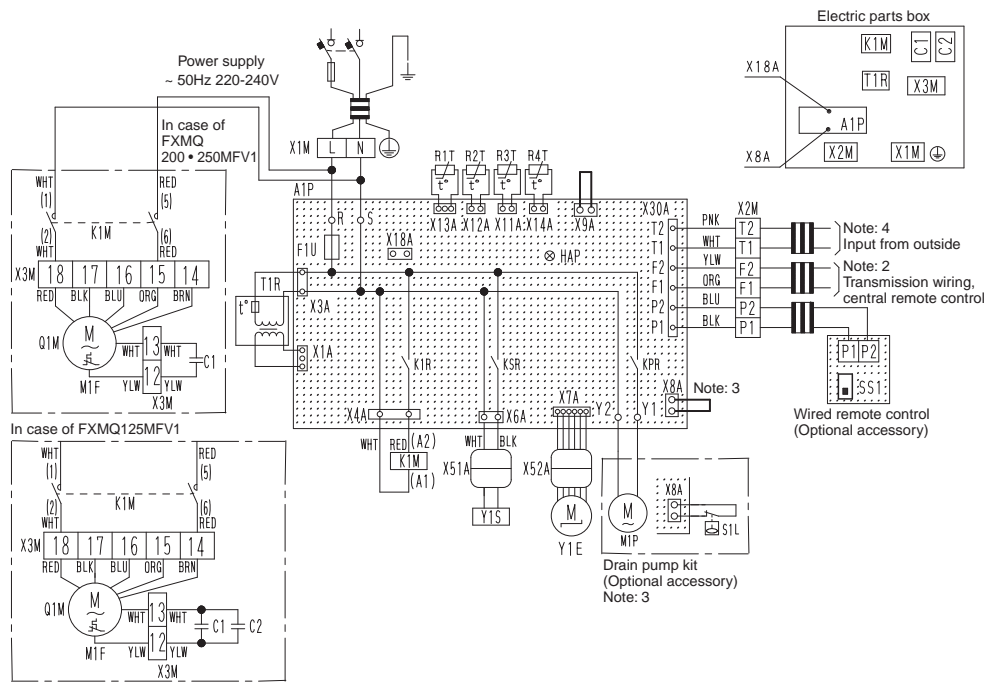 Electric parts box
K1M
C1
C2
X18A
T1R
X3M
A1P
X8A
X2M
X1M
Power supply
~ 50Hz 220-240V
X1M
L
N
In case of
FXMQ
200 • 250MFV1
WHT
(1)
RED
(5)
K1M
(2)
WHT
(6)
RED
X3M
18
17
16
15
14
RED
BLK
BLU
ORG
BRN
M
~
Q1M
M1F
WHT
13
WHT
YLW
12
YLW
C1
X3M
A1P
R
S
F1U
X18A
T1R
t°
X3A
X1A
R1T
R2T
R3T
R4T
t°
t°
t°
t°
X13A
X12A
X11A
X14A
X9A
HAP
X30A
X2M
T2
PNK
T2
T1
WHT
T1
F2
YLW
F2
F1
ORG
F1
P2
BLU
P2
P1
BLK
P1
Note: 4
Input from outside
Note: 2
Transmission wiring,
central remote control
P1
P2
SS1
Wired remote control
(Optional accessory)
K1R
KSR
KPR
X4A
X6A
X7A
Y2
Y1
X8A
Note: 3
WHT
RED
(A2)
K1M
(A1)
WHT
BLK
X51A
Y1S
X52A
M
Y1E
M
~
M1P
X8A
S1L
Drain pump kit
(Optional accessory)
Note: 3
In case of FXMQ125MFV1
WHT
(1)
RED
(5)
K1M
(2)
WHT
(6)
RED
X3M
18
17
16
15
14
RED
BLK
BLU
ORG
BRN
M
~
Q1M
M1F
WHT
13
WHT
YLW
12
YLW
C1
C2
X3M